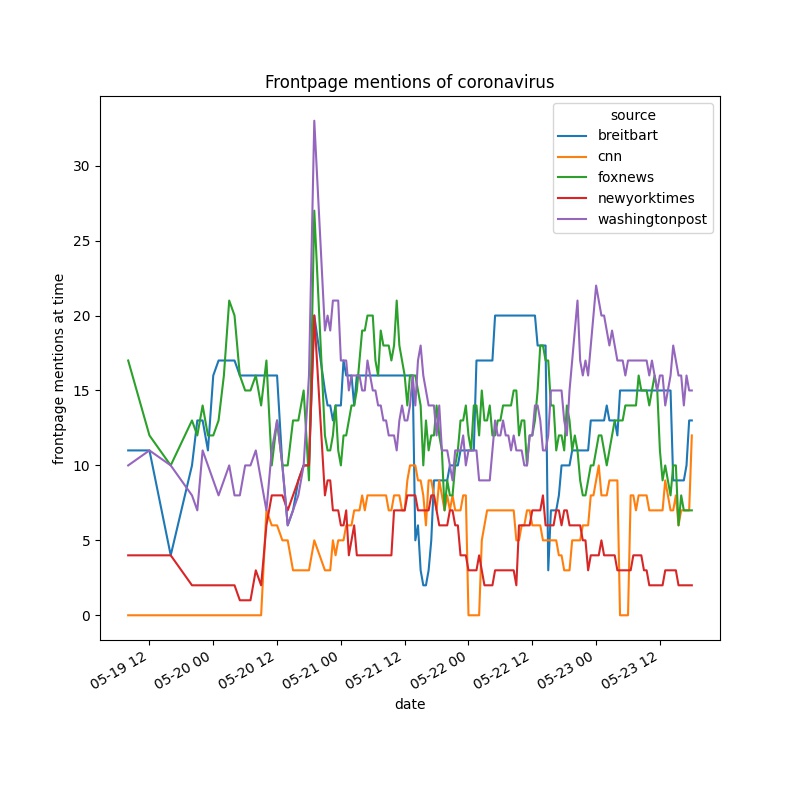 Frontpage mentions of coronavirus
source
breitbart
cnn
foxnews
newyorktimes
washingtonpost
frontpage mentions at time
30
25
20
15
10
5
0
05-19 12
05-20 00
05-20 12
05-21 00
05-21 12
05-22 00
05-22 12
05-23 00
05-23 12
date